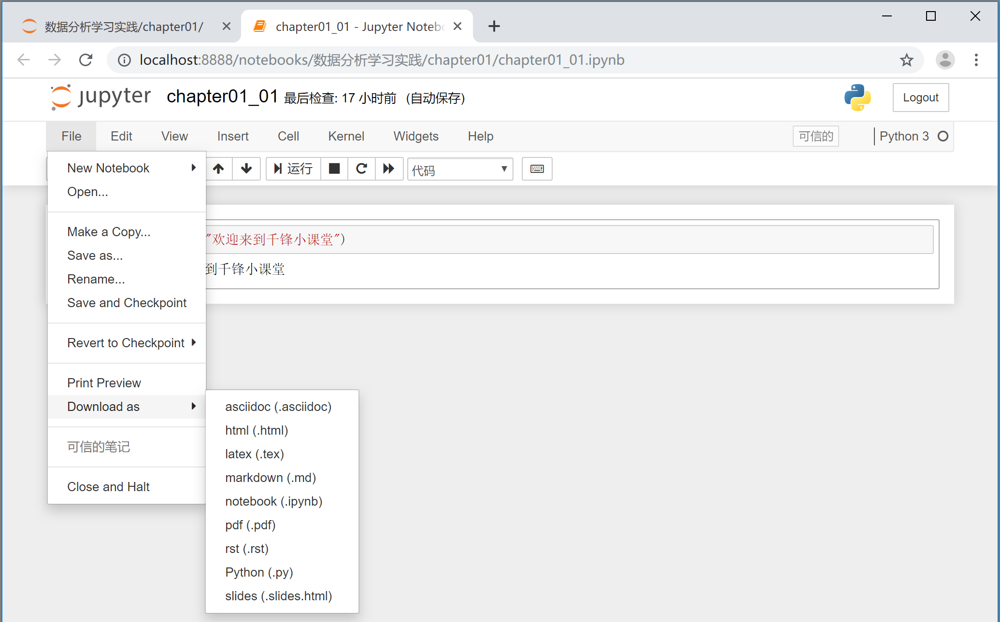 数据分析学习实践/chapter01/
chapter01_01 - Jupyter Noteb
localhost:8888/notebooks/数据分析学习实践/chapter01/chapter01_01.ipynb
jupyter chapter01_01 最后检查: 17 小时前 (自动保存)
Logout
File Edit View Insert Cell Kernel Widgets Help 可信的 Python 3
运行 代码
New Notebook
Open...
Make a Copy...
Save as...
Rename...
Save and Checkpoint
Revert to Checkpoint
Print Preview
Download as
可信的笔记
Close and Halt
"欢迎来到千锋小课堂")
到千锋小课堂
asciidoc (.asciidoc)
html (.html)
latex (.tex)
markdown (.md)
notebook (.ipynb)
pdf (.pdf)
rst (.rst)
Python (.py)
slides (.slides.html)